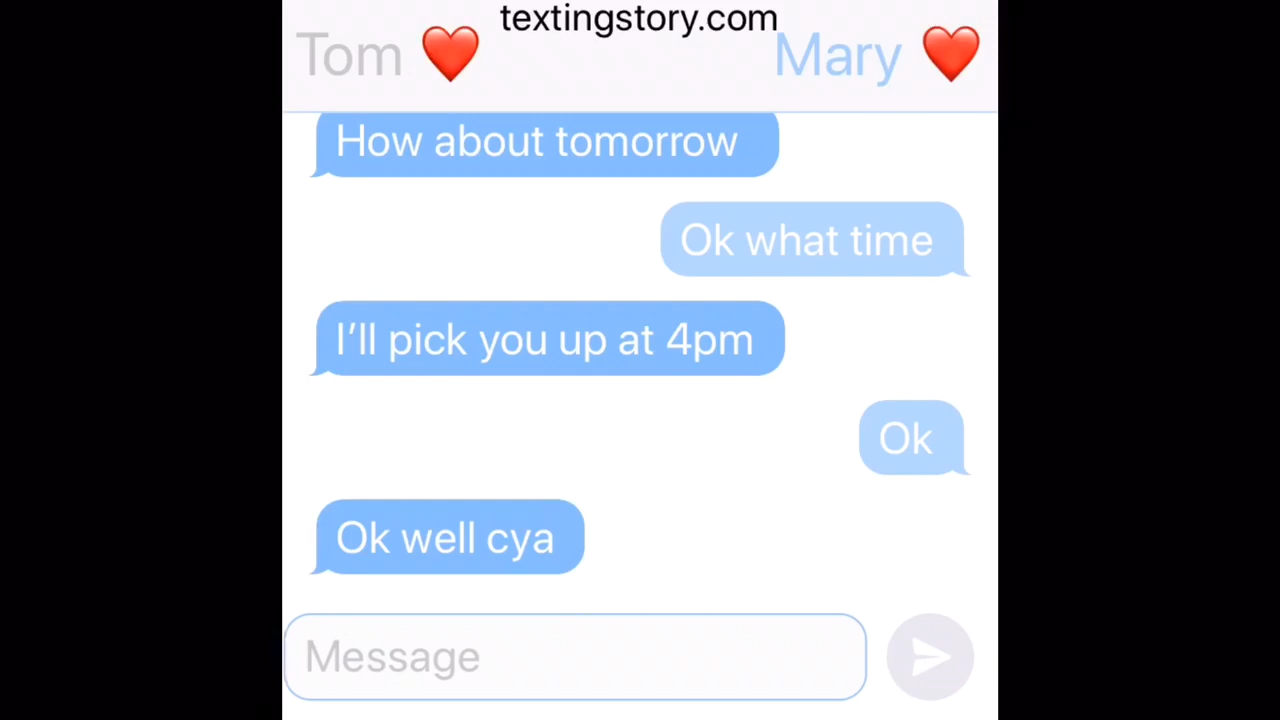 textingstory.com
Tom ❤️ Mary ❤️
How about tomorrow
Ok what time
I’ll pick you up at 4pm
Ok
Ok well cya
Message